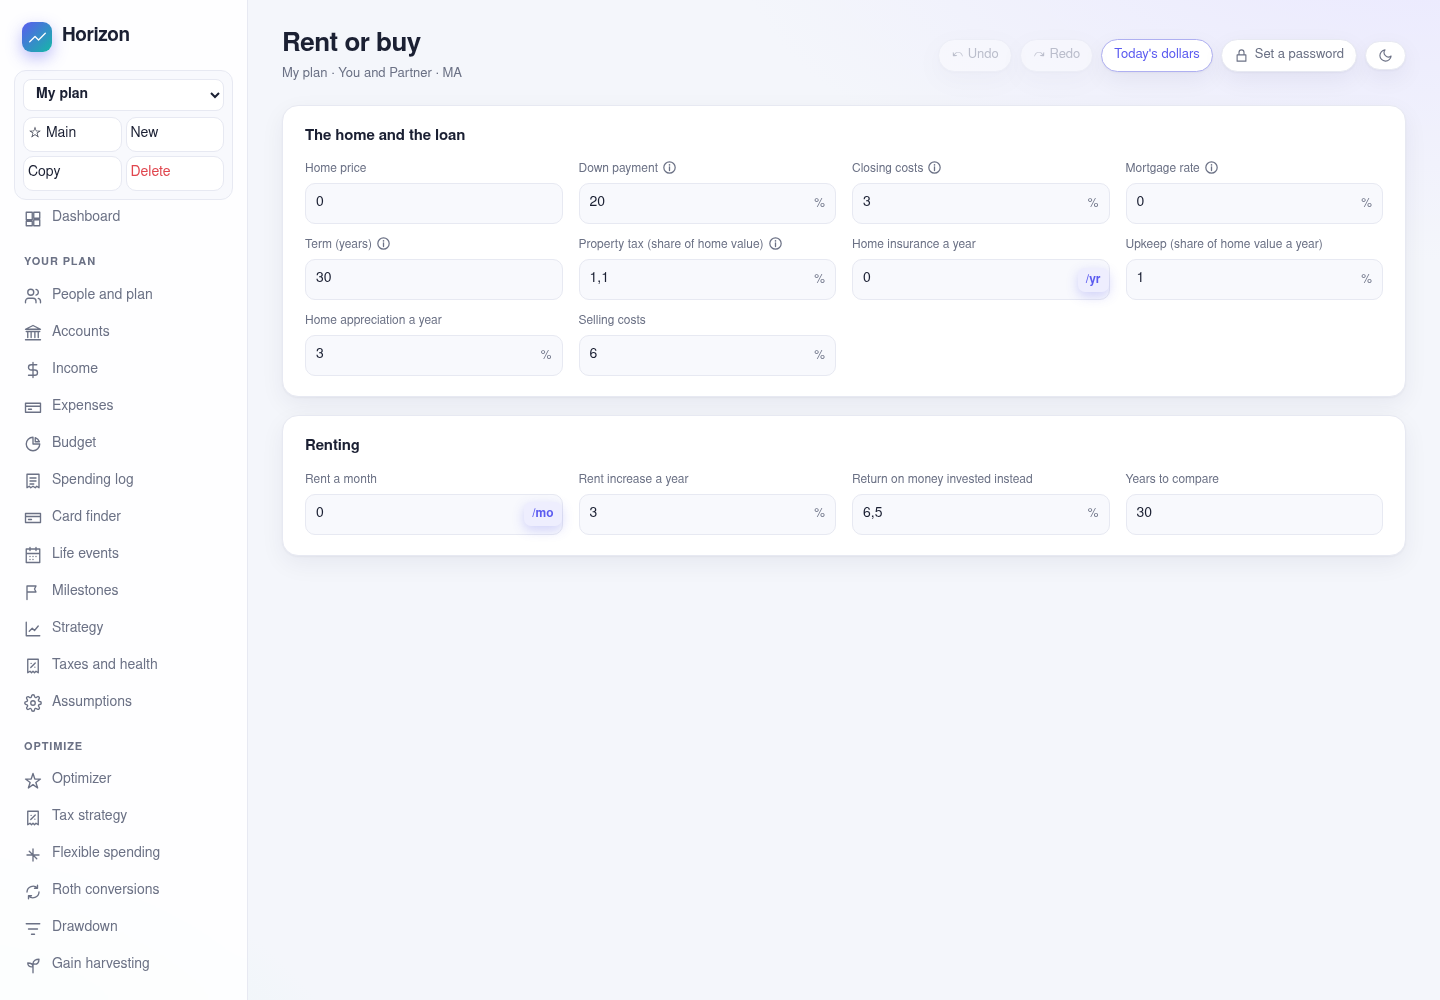 Horizon
My plan
☆ Main
New
Copy
Delete
Dashboard
YOUR PLAN
People and plan
Accounts
Income
Expenses
Budget
Spending log
Card finder
Life events
Milestones
Strategy
Taxes and health
Assumptions
OPTIMIZE
Optimizer
Tax strategy
Flexible spending
Roth conversions
Drawdown
Gain harvesting
Rent or buy
My plan · You and Partner · MA
Undo
Redo
Today's dollars
Set a password
The home and the loan
Home price
Down payment
Closing costs
Mortgage rate
0
20 %
3 %
0 %
Term (years)
Property tax (share of home value)
Home insurance a year
Upkeep (share of home value a year)
30
1,1 %
0 /yr
1 %
Home appreciation a year
Selling costs
3 %
6 %
Renting
Rent a month
Rent increase a year
Return on money invested instead
Years to compare
0 /mo
3 %
6,5 %
30